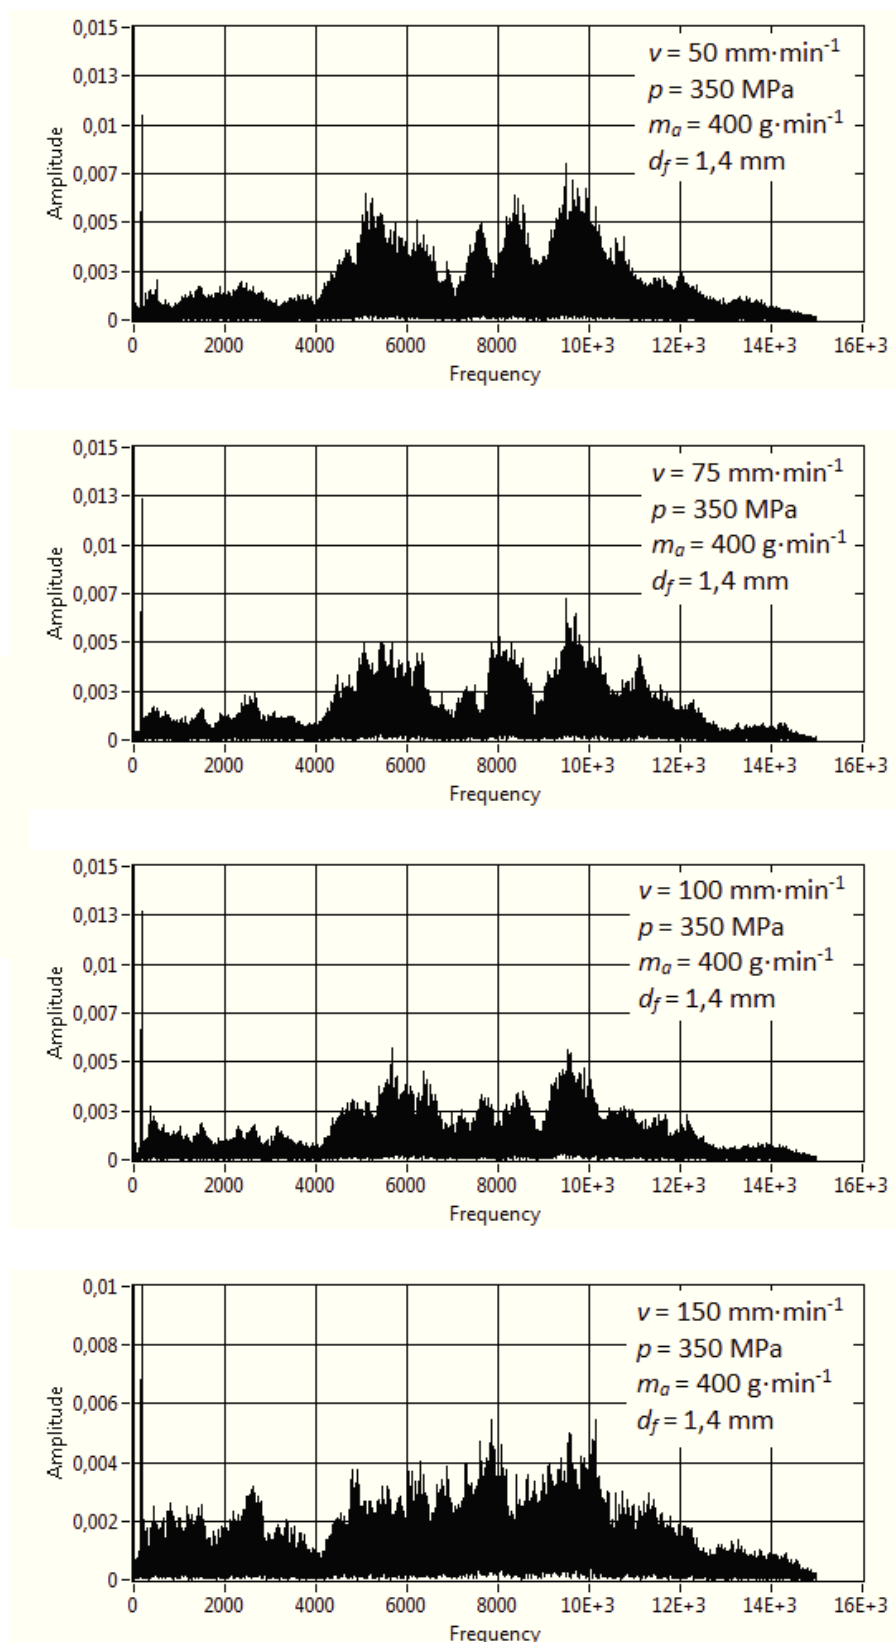 0,015
0,013
0,01
0,007
0,005
0,003
0
Amplitude
v = 50 mm·min-1
p = 350 MPa
ma = 400 g·min-1
df = 1,4 mm
0 2000 4000 6000 8000 10E+3 12E+3 14E+3 16E+3
Frequency
0,015
0,013
0,01
0,007
0,005
0,003
0
Amplitude
v = 75 mm·min-1
p = 350 MPa
ma = 400 g·min-1
df = 1,4 mm
0 2000 4000 6000 8000 10E+3 12E+3 14E+3 16E+3
Frequency
0,015
0,013
0,01
0,007
0,005
0,003
0
Amplitude
v = 100 mm·min-1
p = 350 MPa
ma = 400 g·min-1
df = 1,4 mm
0 2000 4000 6000 8000 10E+3 12E+3 14E+3 16E+3
Frequency
0,01
0,008
0,006
0,004
0,002
0
Amplitude
v = 150 mm·min-1
p = 350 MPa
ma = 400 g·min-1
df = 1,4 mm
0 2000 4000 6000 8000 10E+3 12E+3 14E+3 16E+3
Frequency